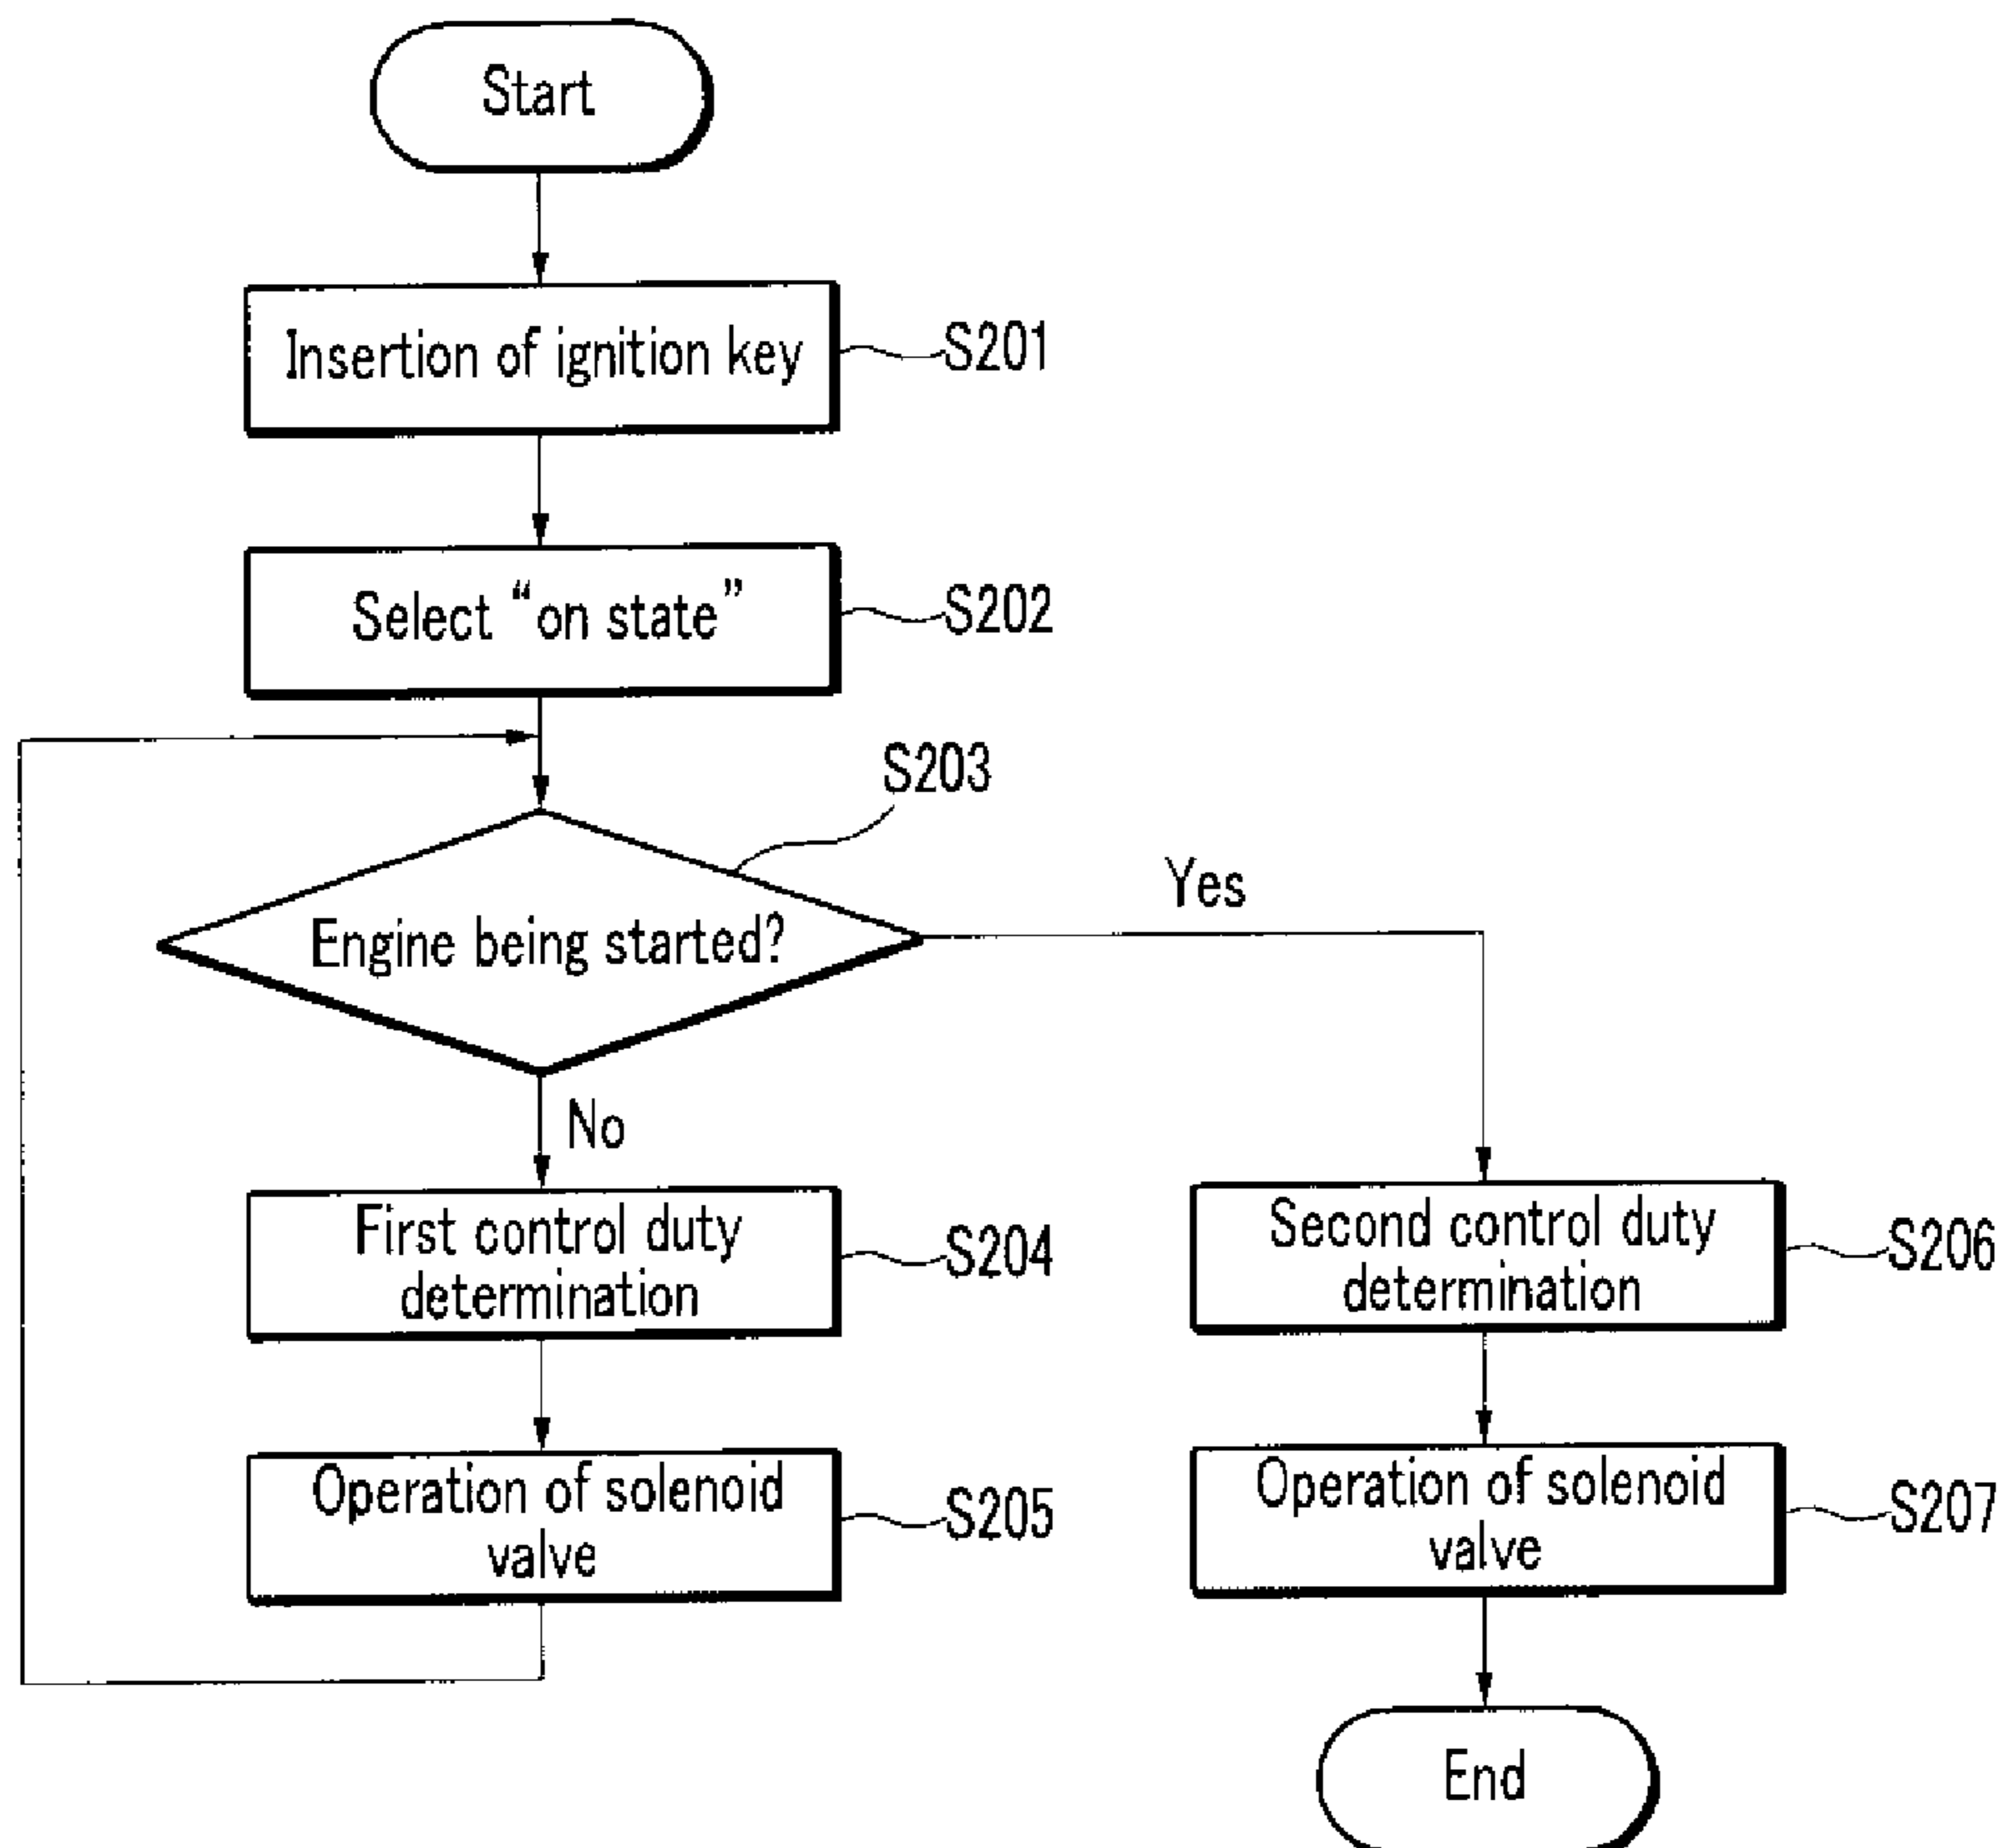 Start
Insertion of ignition key
S201
Select “on state”
S202
S203
Engine being started?
Yes
No
First control duty
determination
S204
Second control duty
determination
S206
Operation of solenoid
valve
S205
Operation of solenoid
valve
S207
End